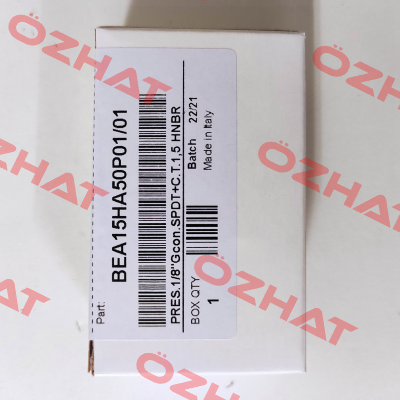 Part:
BEA15HA50P01/01
PRES.1/8"Gcon.SPDT+C.T.1,5 HNBR
Batch 22/21
BOX QTY
Made in Italy
1
ÖZHAT
ÖZHAT
ÖZHAT
ÖZHAT
ÖZHAT
ÖZHAT